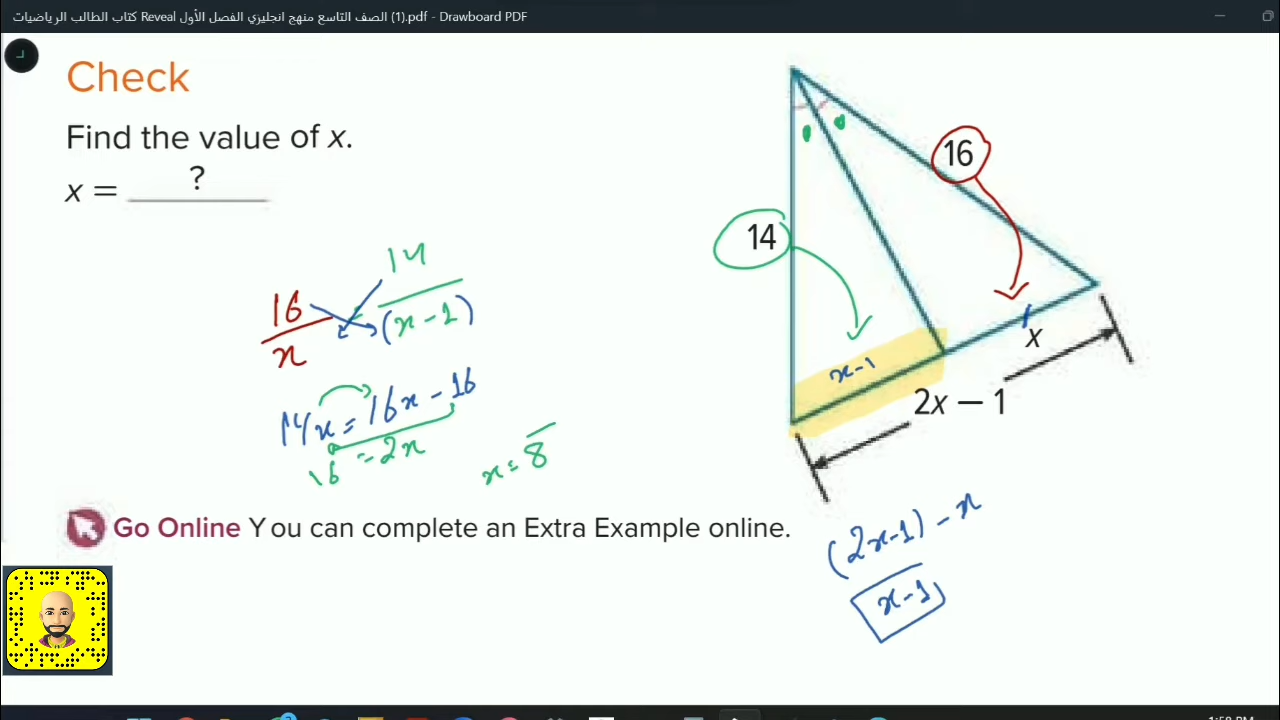 كتاب الطالب الرياضيات Reveal الصف التاسع منهج انجليزي الفصل الأول (1).pdf - Drawboard PDF
Check
Find the value of x.
x = ?
16/x = 14/(x-1)
14x = 16x - 16
16 = 2x
x = 8
16
14
x-1
x
2x − 1
(2x-1) - x
x-1
Go Online You can complete an Extra Example online.